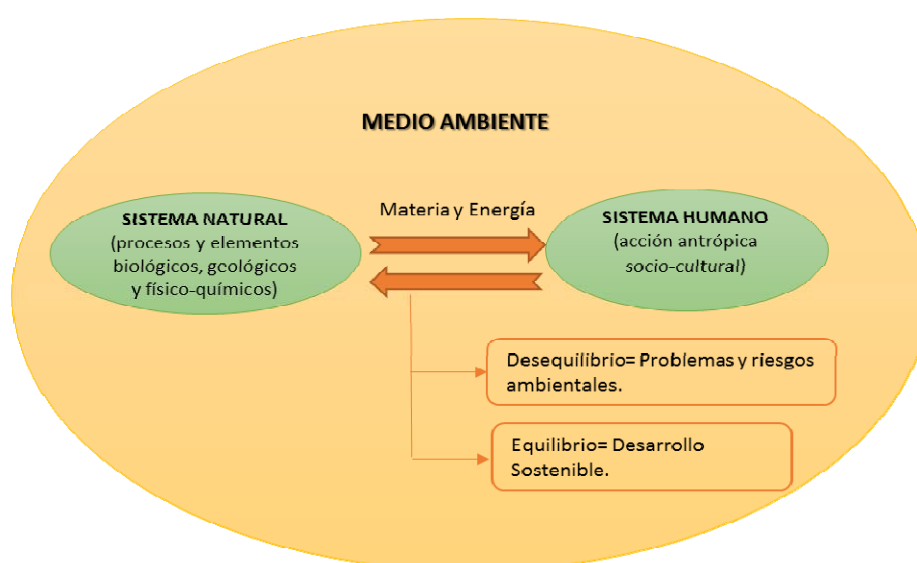 MEDIO AMBIENTE
SISTEMA NATURAL
(procesos y elementos
biológicos, geológicos
y físico-químicos)
Materia y Energía
SISTEMA HUMANO
(acción antrópica
socio-cultural)
Desequilibrio= Problemas y riesgos
ambientales.
Equilibrio= Desarrollo
Sostenible.